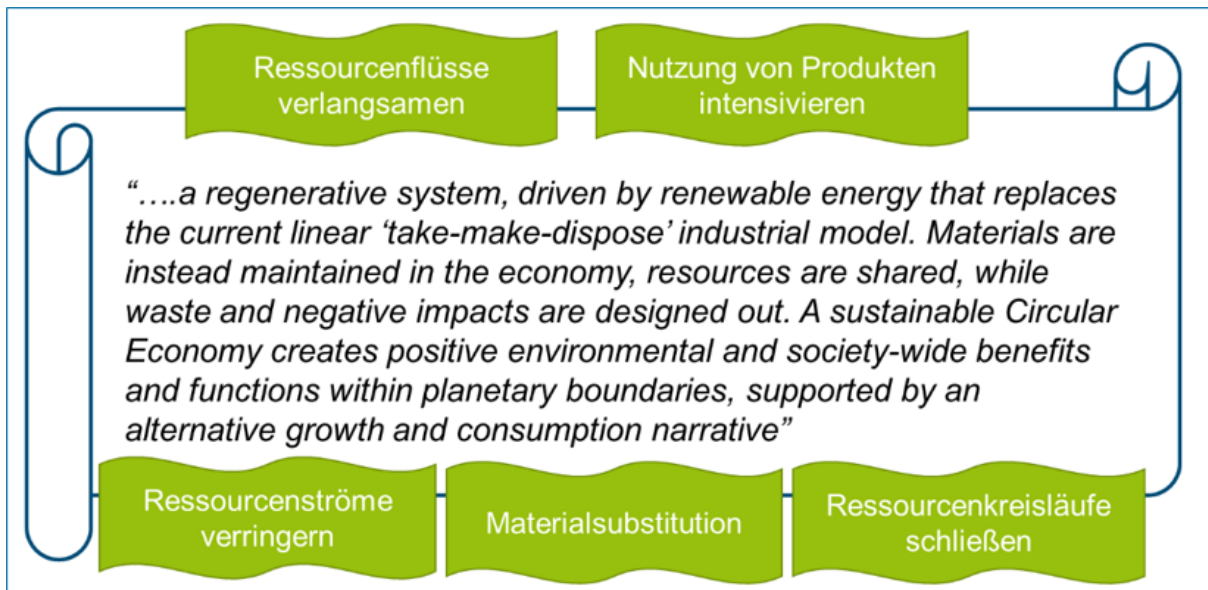 Ressourcenflüsse
verlangsamen
Nutzung von Produkten
intensivieren
“….a regenerative system, driven by renewable energy that replaces
the current linear ‘take-make-dispose’ industrial model. Materials are
instead maintained in the economy, resources are shared, while
waste and negative impacts are designed out. A sustainable Circular
Economy creates positive environmental and society-wide benefits
and functions within planetary boundaries, supported by an
alternative growth and consumption narrative”
Ressourcenströme
verringern
Materialsubstitution
Ressourcenkreisläufe
schließen